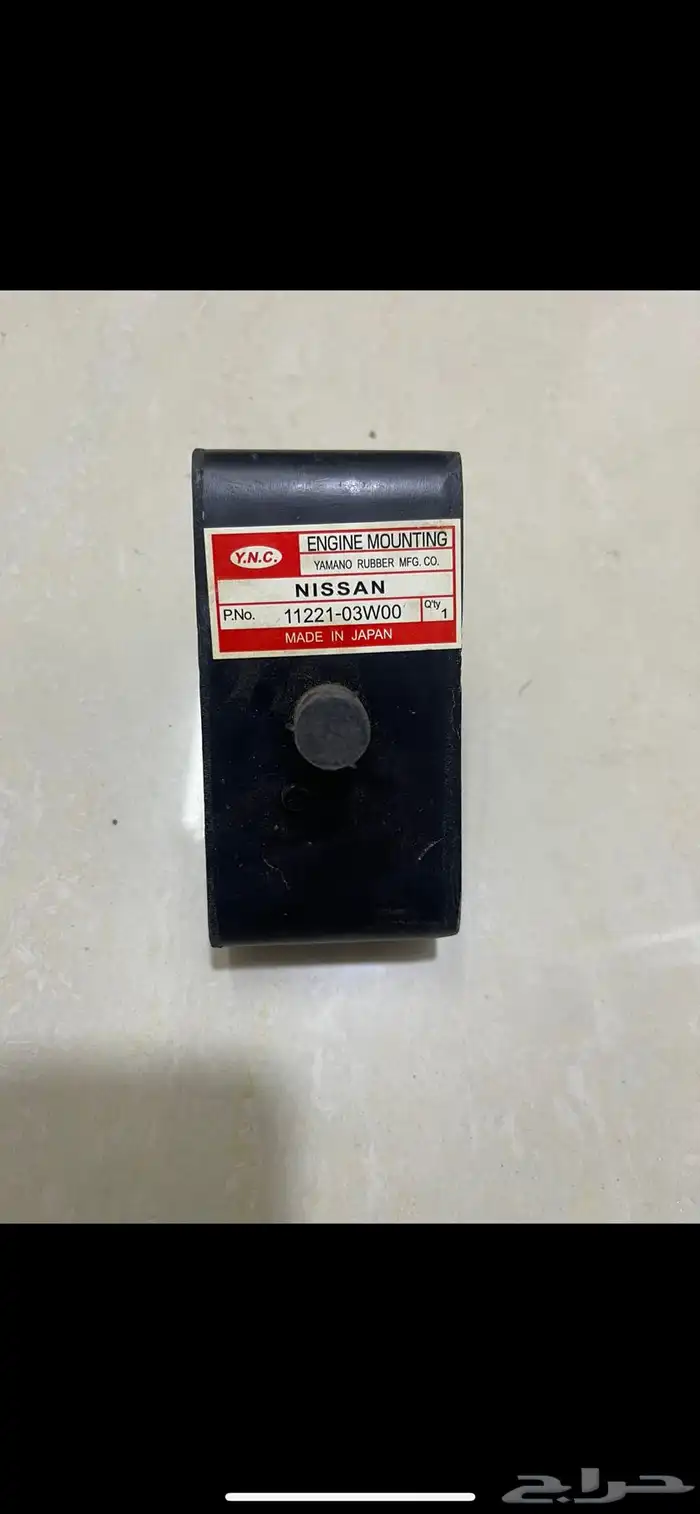 Y.N.C.
ENGINE MOUNTING
YAMANO RUBBER MFG. CO.
NISSAN
P.No. 11221-03W00 Q'ty 1
MADE IN JAPAN
حراج